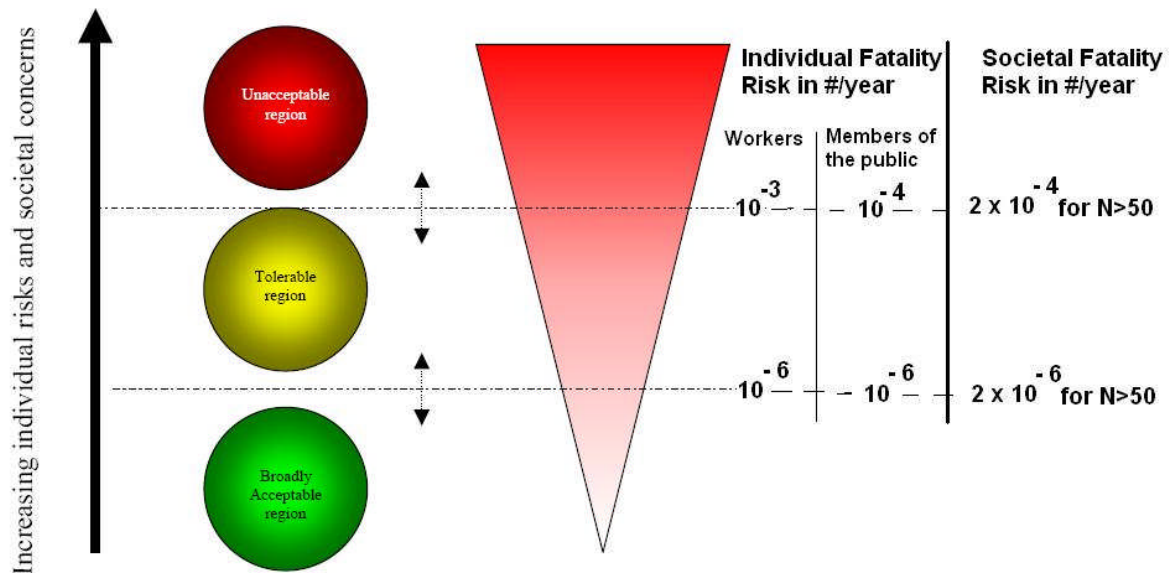 Increasing individual risks and societal concerns
Unacceptable
region
Tolerable
region
Broadly
Acceptable
region
Individual Fatality
Risk in #/year
Workers
Members of
the public
10⁻³
10⁻⁴
10⁻⁶
10⁻⁶
Societal Fatality
Risk in #/year
2 x 10⁻⁴ for N>50
2 x 10⁻⁶ for N>50